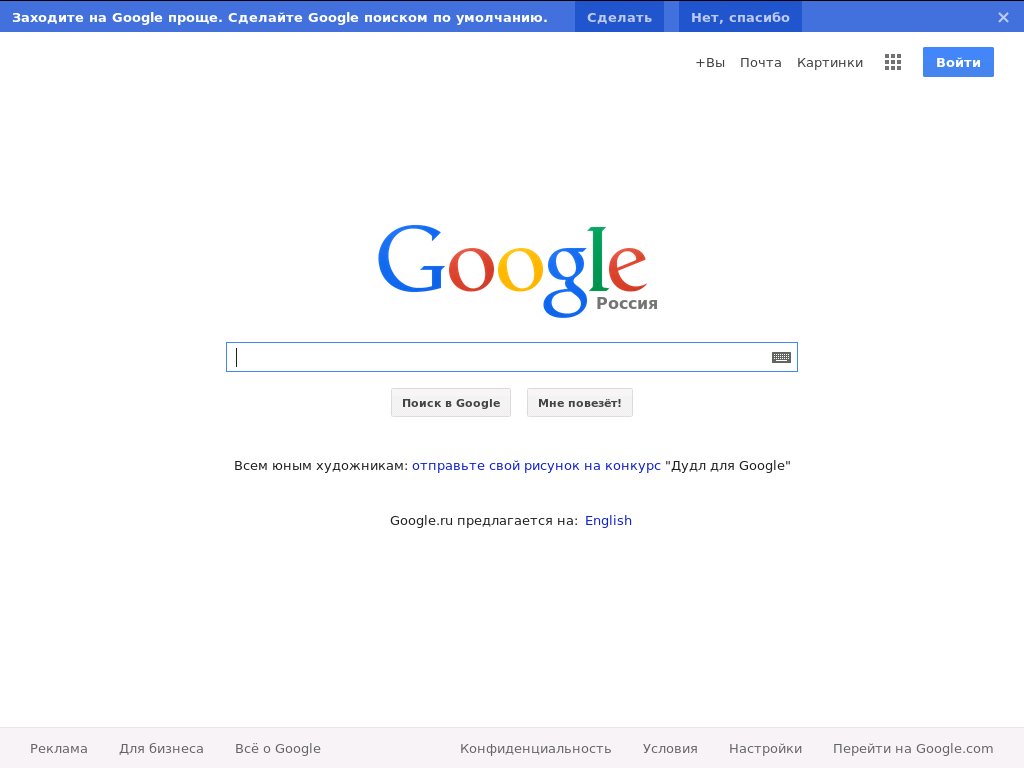 Заходите на Google проще. Сделайте Google поиском по умолчанию. Сделать Нет, спасибо ×
+Вы Почта Картинки Войти
Google
Россия
Поиск в Google Мне повезёт!
Всем юным художникам: отправьте свой рисунок на конкурс "Дудл для Google"
Google.ru предлагается на: English
Реклама Для бизнеса Всё о Google Конфиденциальность Условия Настройки Перейти на Google.com